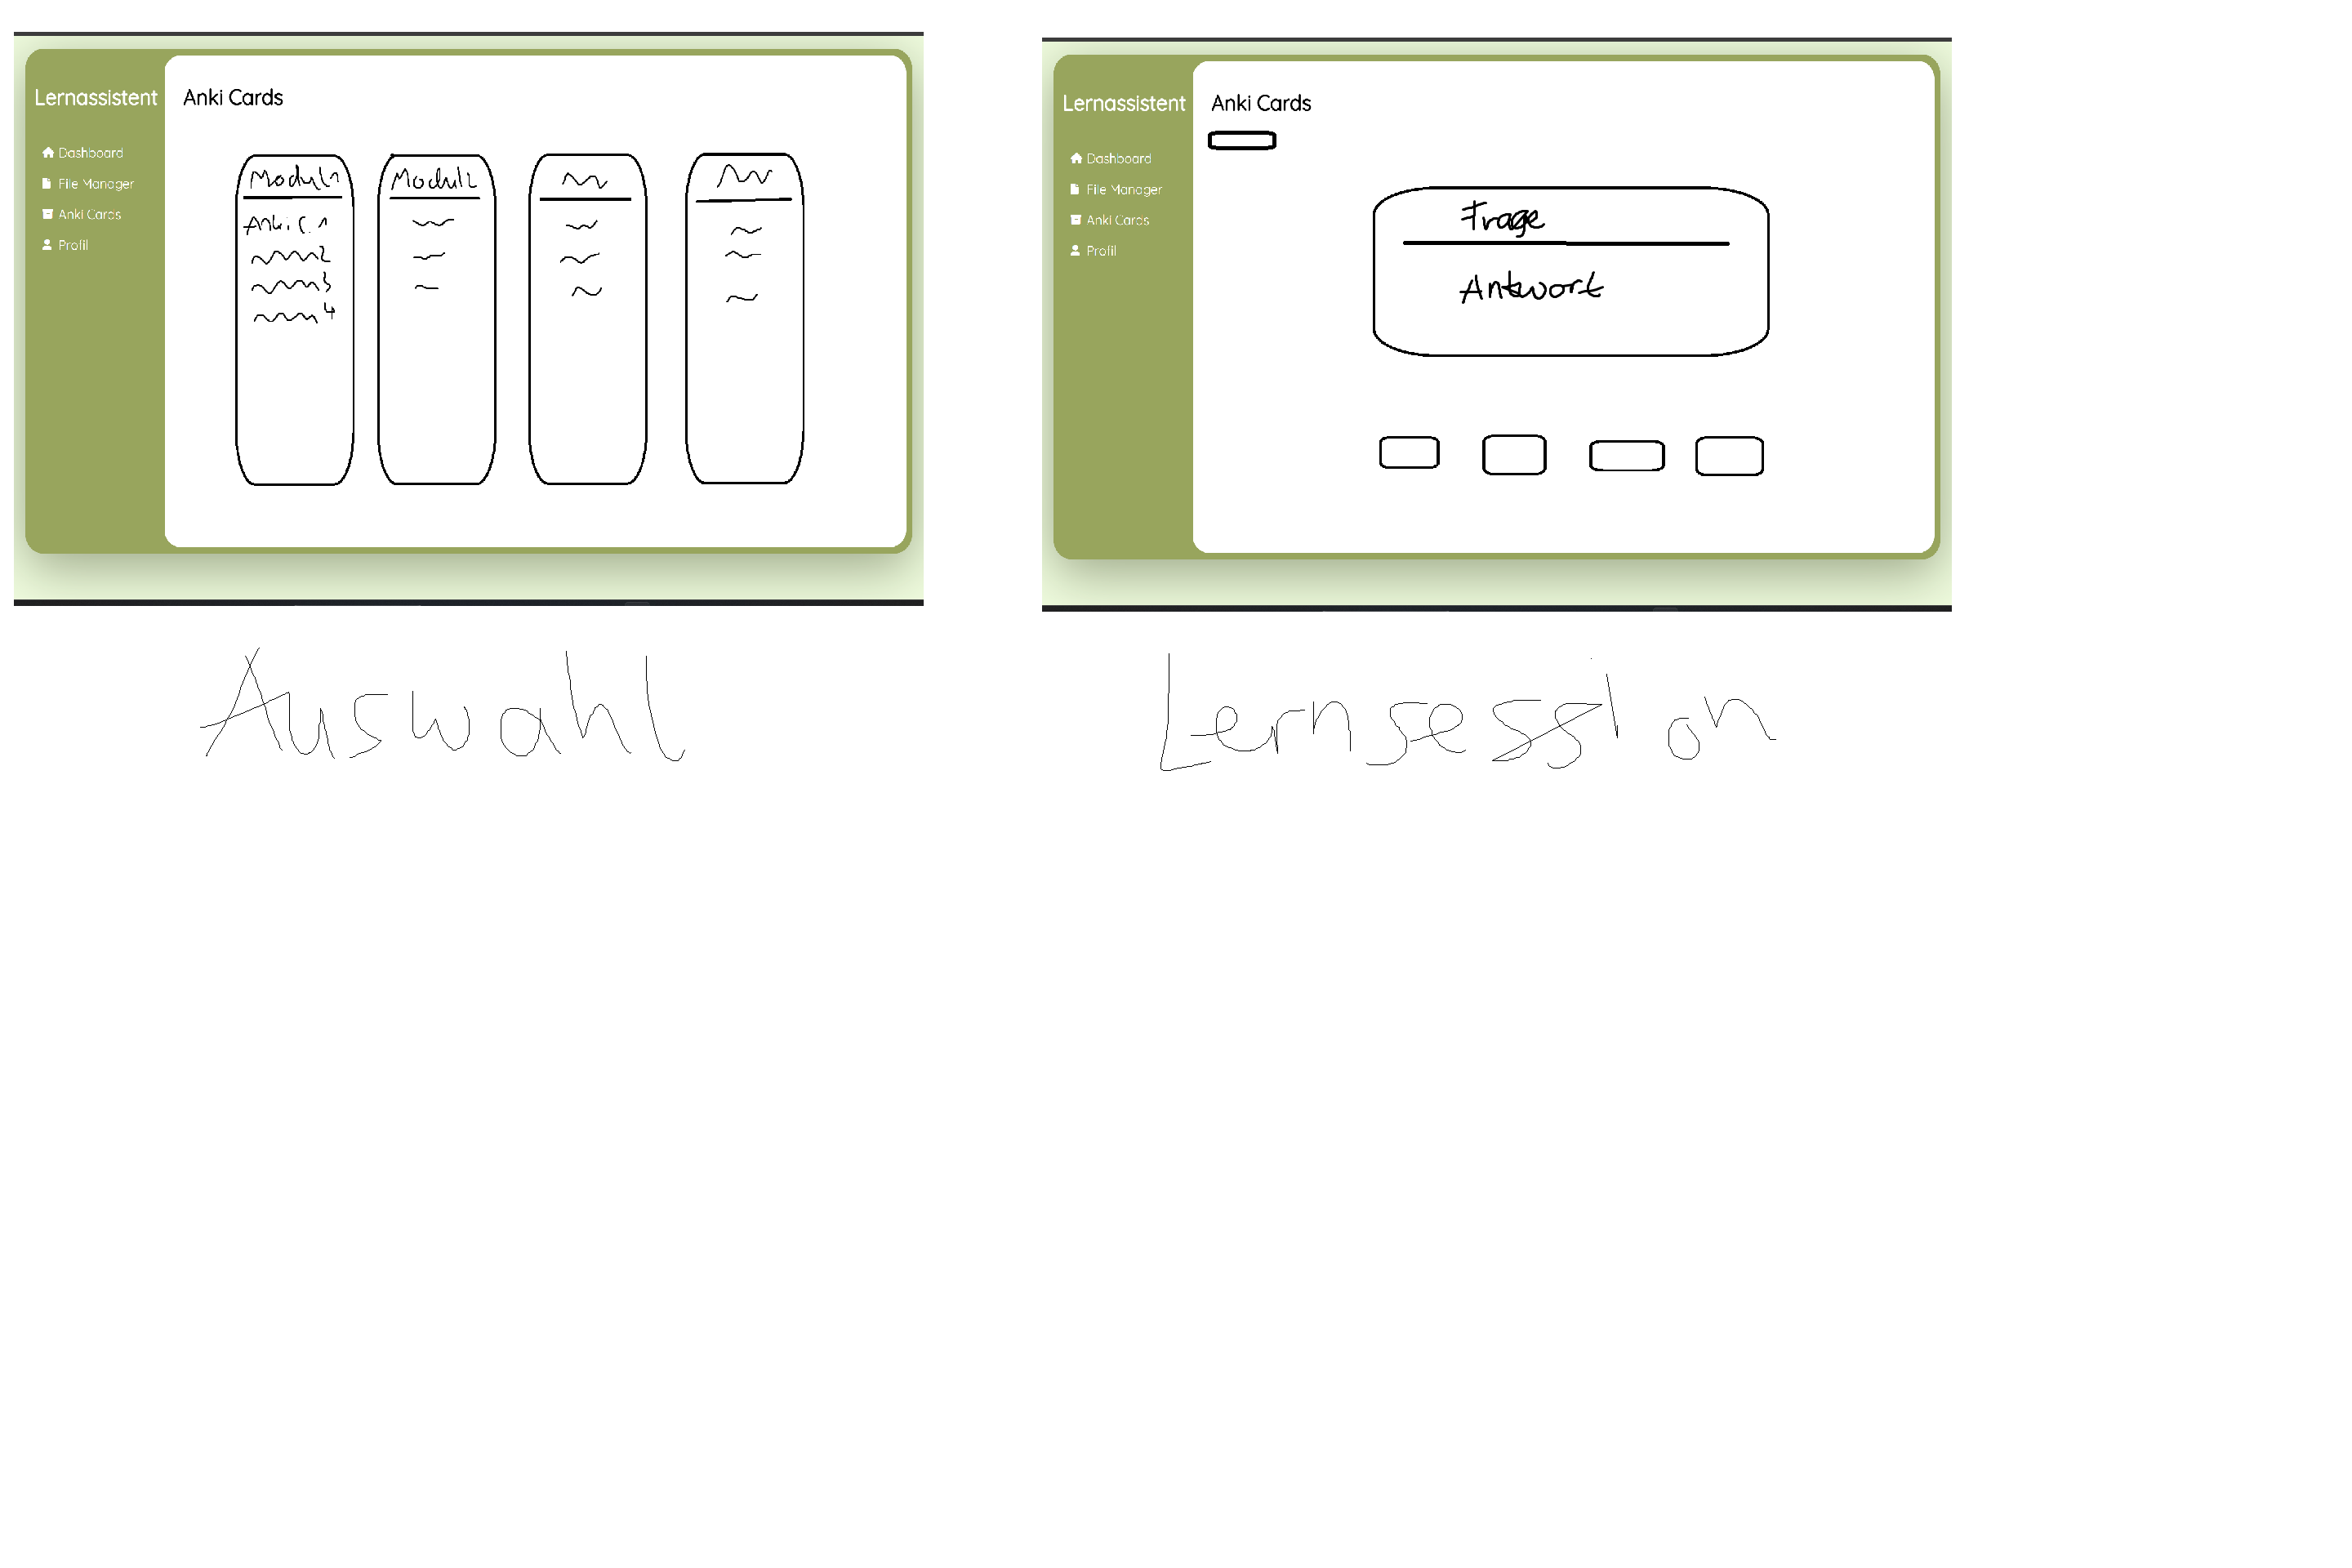 Lernassistent
Anki Cards
Dashboard
File Manager
Anki Cards
Profil
Modul1
Modul2
Anki C. 1
2
3
4
Auswahl
Lernassistent
Anki Cards
Dashboard
File Manager
Anki Cards
Profil
Frage
Antwort
Lernsession